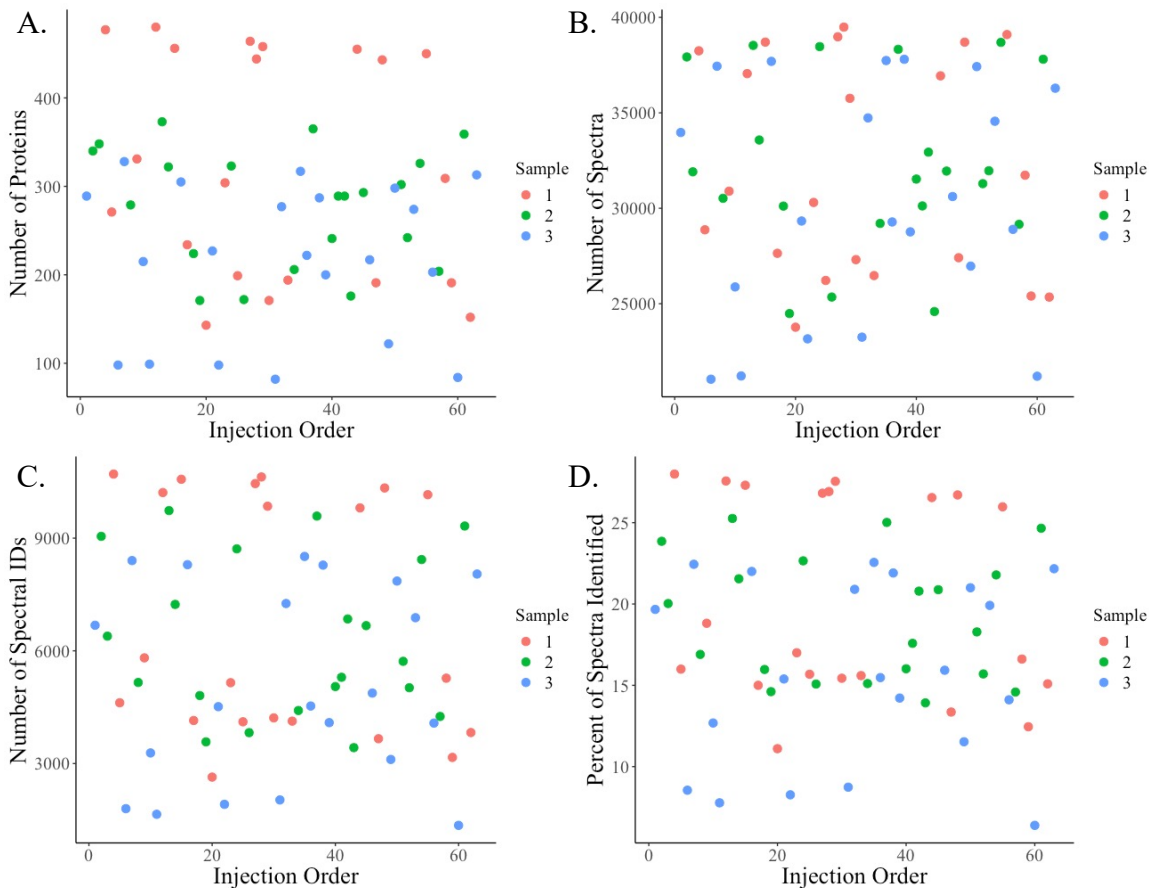 A.
Number of Proteins
400
300
200
100
0
20
40
60
Injection Order
Sample
1
2
3
B.
Number of Spectra
40000
35000
30000
25000
0
20
40
60
Injection Order
Sample
1
2
3
C.
Number of Spectral IDs
9000
6000
3000
0
20
40
60
Injection Order
Sample
1
2
3
D.
Percent of Spectra Identified
25
20
15
10
0
20
40
60
Injection Order
Sample
1
2
3